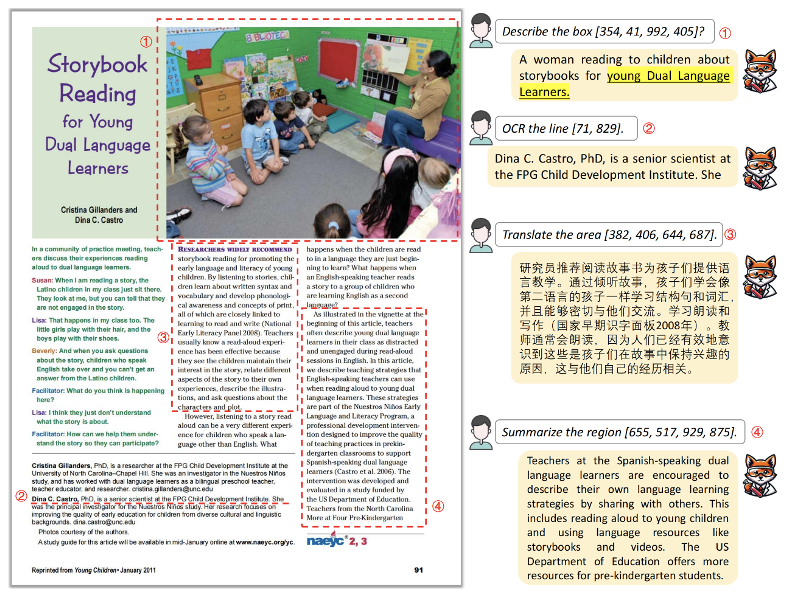 Storybook
Reading
for Young
Dual Language
Learners
Cristina Gillanders and
Dina C. Castro
①
In a community of practice meeting, teach-
ers discuss their experiences reading
aloud to dual language learners.
Susan: When I am reading a story, the
Latino children in my class just sit there.
They look at me, but you can tell that they
are not engaged in the story.
Lisa: That happens in my class too. The
little girls play with their hair, and the
boys play with their shoes.
Beverly: And when you ask questions
about the story, children who speak
English take over and you can't get an
answer from the Latino children.
Facilitator: What do you think is happening
here?
Lisa: I think they just don't understand
what the story is about.
Facilitator: How can we help them under-
stand the story so they can participate?
③
RESEARCHERS WIDELY RECOMMEND
storybook reading for promoting the
early language and literacy of young
children. By listening to stories, chil-
dren learn about written syntax and
vocabulary and develop phonologi-
cal awareness and concepts of print,
all of which are closely linked to
learning to read and write (National
Early Literacy Panel 2008). Teachers
usually know a read-aloud experi-
ence has been effective because
they see the children maintain their
interest in the story, relate different
aspects of the story to their own
experiences, describe the illustra-
tions, and ask questions about the
characters and plot.
However, listening to a story read
aloud can be a very different experi-
ence for children who speak a lan-
guage other than English. What
happens when the children are read
to in a language they are just begin-
ning to learn? What happens when
an English-speaking teacher reads
a story to a group of children who
are learning English as a second
language?
As illustrated in the vignette at the
beginning of this article, teachers
often describe young dual language
learners in their class as distracted
and unengaged during read-aloud
sessions in English. In this article,
we describe teaching strategies that
English-speaking teachers can use
when reading aloud to young dual
language learners. These strategies
are part of the Nuestros Niños Early
Language and Literacy Program, a
professional development interven-
tion designed to improve the quality
of teaching practices in prekin-
dergarten classrooms to support
Spanish-speaking dual language
learners (Castro et al. 2006). The
intervention was developed and
evaluated in a study funded by
the US Department of Education.
Teachers from the North Carolina
More at Four Pre-Kindergarten
④
Cristina Gillanders, PhD, is a researcher at the FPG Child Development Institute at the
University of North Carolina–Chapel Hill. She was an investigator in the Nuestros Niños
study, and has worked with dual language learners as a bilingual preschool teacher,
teacher educator, and researcher. cristina.gillanders@unc.edu
②
Dina C. Castro, PhD, is a senior scientist at the FPG Child Development Institute. She
was the principal investigator for the Nuestros Niños study. Her research focuses on
improving the quality of early education for children from diverse cultural and linguistic
backgrounds. dina.castro@unc.edu
Photos courtesy of the authors.
A study guide for this article will be available in mid-January online at www.naeyc.org/yc.
naeyc® 2, 3
Reprinted from Young Children • January 2011
91
Describe the box [354, 41, 992, 405]? ①
A woman reading to children about
storybooks for young Dual Language
Learners.
OCR the line [71, 829]. ②
Dina C. Castro, PhD, is a senior scientist at
the FPG Child Development Institute. She
Translate the area [382, 406, 644, 687]. ③
研究员推荐阅读故事书为孩子们提供语
言教学。通过倾听故事，孩子们学会像
第二语言的孩子一样学习结构句和词汇，
并且能够密切与他们交流。学习朗读和
写作（国家早期识字面板2008年）。教
师通常会朗读，因为人们已经有效地意
识到这些是孩子们在故事中保持兴趣的
原因，这与他们自己的经历相关。
Summarize the region [655, 517, 929, 875]. ④
Teachers at the Spanish-speaking dual
language learners are encouraged to
describe their own language learning
strategies by sharing with others. This
includes reading aloud to young children
and using language resources like
storybooks and videos. The US
Department of Education offers more
resources for pre-kindergarten students.